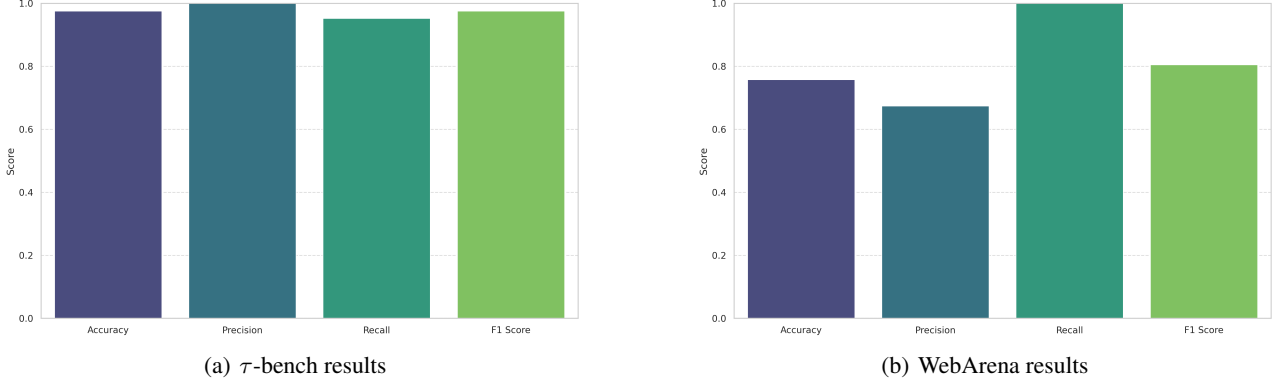 1.0
0.8
0.6
0.4
0.2
0.0
Score
Accuracy Precision Recall F1 Score
(a) τ-bench results
1.0
0.8
0.6
0.4
0.2
0.0
Score
Accuracy Precision Recall F1 Score
(b) WebArena results